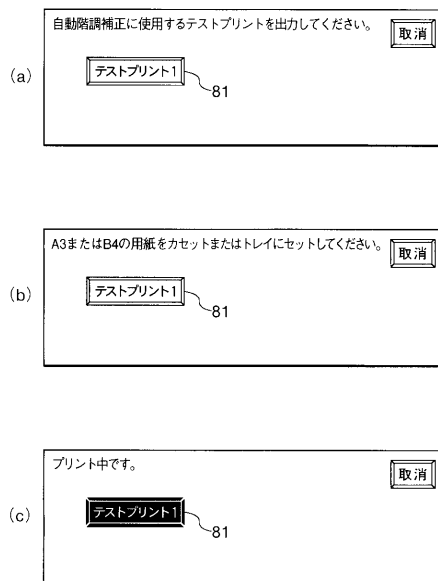 自動階調補正に使用するテストプリントを出力してください。
取消
(a)
テストプリント1
81
A3またはB4の用紙をカセットまたはトレイにセットしてください。
取消
(b)
テストプリント1
81
プリント中です。
取消
(c)
テストプリント1
81